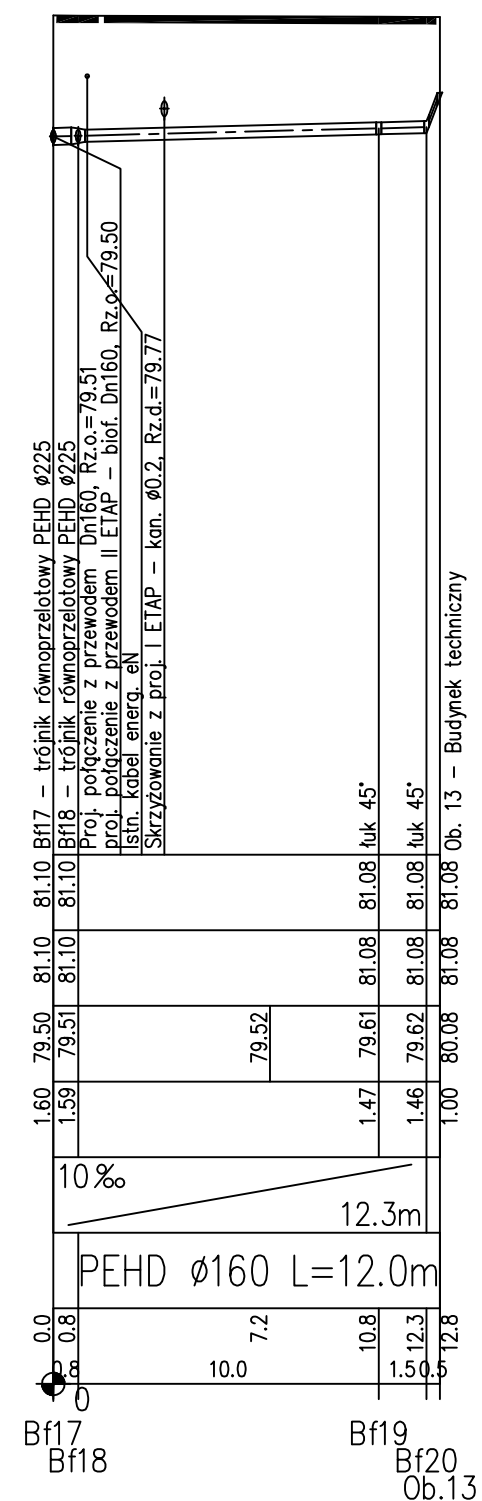 Bf17 – trójnik równoprzelotowy PEHD ø225
Bf18 – trójnik równoprzelotowy PEHD ø225
Proj. połączenie z przewodem Dn160, Rz.o.=79.51
proj. połączenie z przewodem II ETAP – biof. Dn160, Rz.o.=79.50
Istn. kabel energ. eN
Skrzyżowanie z proj. I ETAP – kan. ø0.2, Rz.d.=79.77
łuk 45°
łuk 45°
Ob. 13 – Budynek techniczny
81.10 81.10 81.08 81.08 81.08
81.10 81.10 81.08 81.08 81.08
79.50 79.51 79.52 79.61 79.62 80.08
1.60 1.59 1.47 1.46 1.00
10‰
12.3m
PEHD ø160 L=12.0m
0.0 0.8 7.2 10.8 12.3 12.8
0.8 10.0 1.5 0.5
0
Bf17 Bf19
Bf18 Bf20
Ob.13